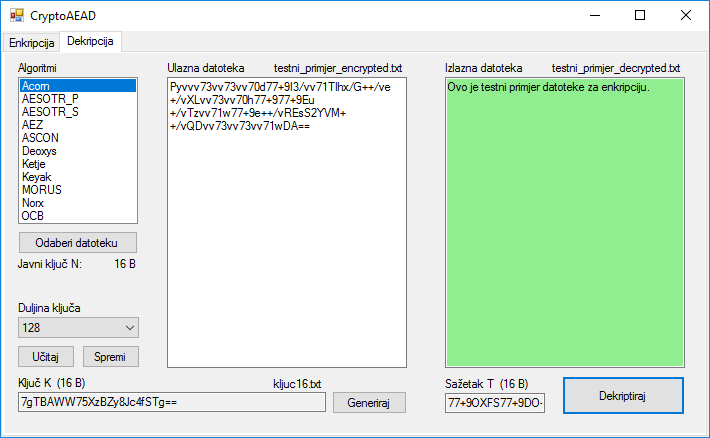 CryptoAEAD
Enkripcija
Dekripcija
Algoritmi
Acorn
AESOTR_P
AESOTR_S
AEZ
ASCON
Deoxys
Ketje
Keyak
MORUS
Norx
OCB
Odaberi datoteku
Javni ključ N: 16 B
Duljina ključa
128
Učitaj
Spremi
Ključ K (16 B) kljuc16.txt
7gTBAWW75XzBZy8Jc4fSTg==
Generiraj
Ulazna datoteka testni_primjer_encrypted.txt
Pyvvv73vv73vv70d77+9I3/vv71Tlhx/G++/ve
+/vXLvv73vv70h77+977+9Eu
+/vTzvv71w77+9e++/vREsS2YVM+
+/vQDvv73vv73vv71wDA==
Izlazna datoteka testni_primjer_decrypted.txt
Ovo je testni primjer datoteke za enkripciju.
Sažetak T (16 B)
77+9OXFS77+9DO-
Dekriptiraj